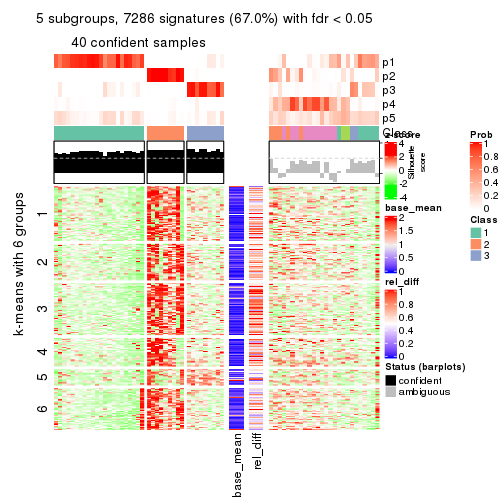 5 subgroups, 7286 signatures (67.0%) with fdr < 0.05
40 confident samples
p1
p2
p3
p4
p5
Class
1
2
3
4
5
6
k-means with 6 groups
base_mean
rel_diff
z-score
4
2
0
-2
-4
Silhouette
score
base_mean
2
1.5
1
0.5
0
rel_diff
1
0.8
0.6
0.4
0.2
0
Status (barplots)
confident
ambiguous
Prob
1
0.8
0.6
0.4
0.2
0
Class
1
2
3